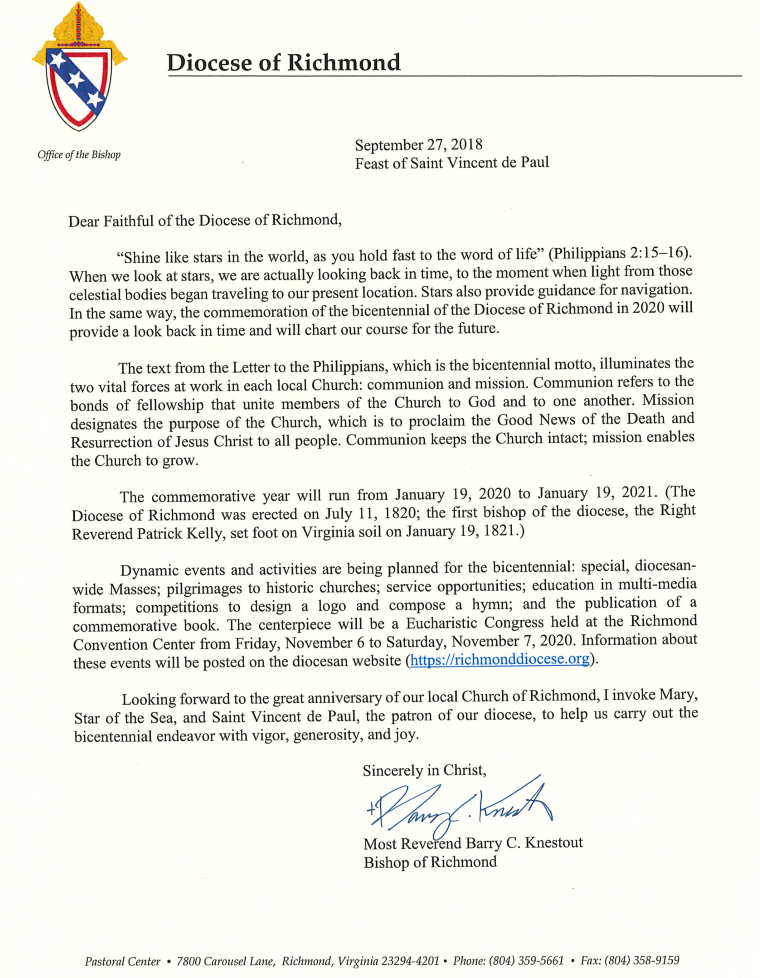 Diocese of Richmond
Office of the Bishop
September 27, 2018
Feast of Saint Vincent de Paul
Dear Faithful of the Diocese of Richmond,
“Shine like stars in the world, as you hold fast to the word of life” (Philippians 2:15–16).
When we look at stars, we are actually looking back in time, to the moment when light from those
celestial bodies began traveling to our present location. Stars also provide guidance for navigation.
In the same way, the commemoration of the bicentennial of the Diocese of Richmond in 2020 will
provide a look back in time and will chart our course for the future.
The text from the Letter to the Philippians, which is the bicentennial motto, illuminates the
two vital forces at work in each local Church: communion and mission. Communion refers to the
bonds of fellowship that unite members of the Church to God and to one another. Mission
designates the purpose of the Church, which is to proclaim the Good News of the Death and
Resurrection of Jesus Christ to all people. Communion keeps the Church intact; mission enables
the Church to grow.
The commemorative year will run from January 19, 2020 to January 19, 2021. (The
Diocese of Richmond was erected on July 11, 1820; the first bishop of the diocese, the Right
Reverend Patrick Kelly, set foot on Virginia soil on January 19, 1821.)
Dynamic events and activities are being planned for the bicentennial: special, diocesan-
wide Masses; pilgrimages to historic churches; service opportunities; education in multi-media
formats; competitions to design a logo and compose a hymn; and the publication of a
commemorative book. The centerpiece will be a Eucharistic Congress held at the Richmond
Convention Center from Friday, November 6 to Saturday, November 7, 2020. Information about
these events will be posted on the diocesan website (https://richmonddiocese.org).
Looking forward to the great anniversary of our local Church of Richmond, I invoke Mary,
Star of the Sea, and Saint Vincent de Paul, the patron of our diocese, to help us carry out the
bicentennial endeavor with vigor, generosity, and joy.
Sincerely in Christ,
+Barry C. Knestout
Most Reverend Barry C. Knestout
Bishop of Richmond
Pastoral Center • 7800 Carousel Lane, Richmond, Virginia 23294-4201 • Phone: (804) 359-5661 • Fax: (804) 358-9159